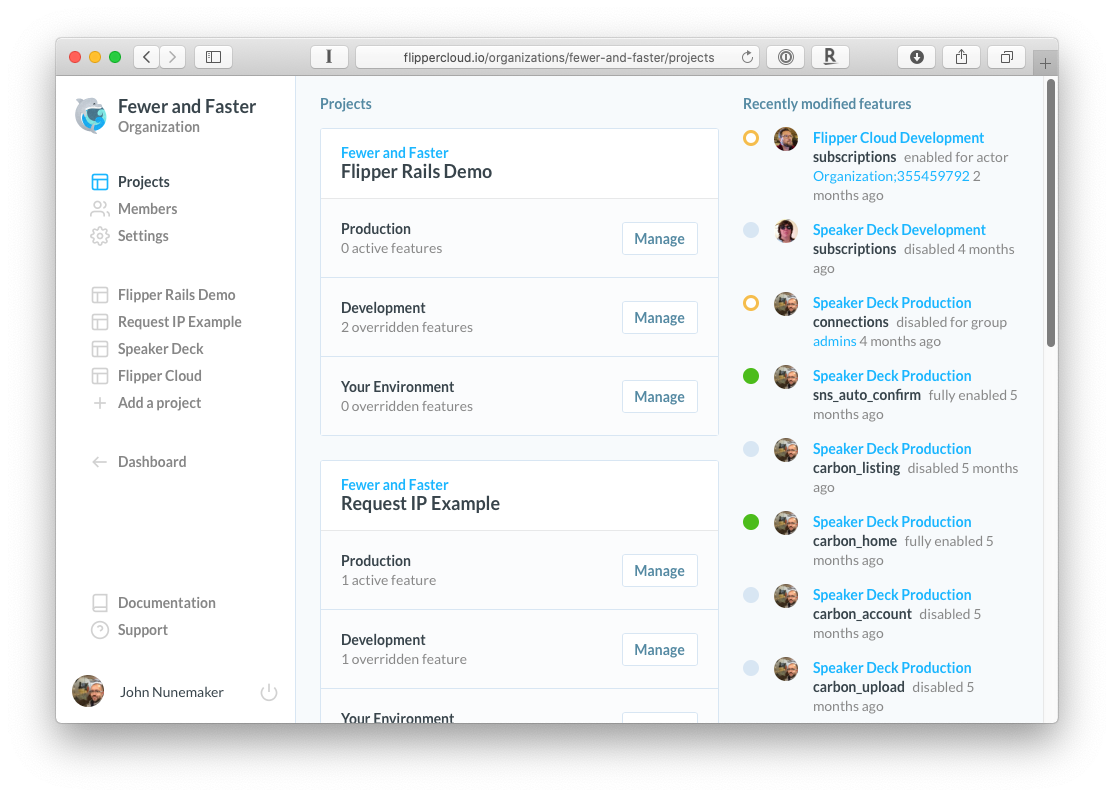 flippercloud.io/organizations/fewer-and-faster/projects
Fewer and Faster
Organization
Projects
Members
Settings
Flipper Rails Demo
Request IP Example
Speaker Deck
Flipper Cloud
Add a project
Dashboard
Documentation
Support
John Nunemaker
Projects
Fewer and Faster
Flipper Rails Demo
Production
0 active features
Manage
Development
2 overridden features
Manage
Your Environment
0 overridden features
Manage
Fewer and Faster
Request IP Example
Production
1 active feature
Manage
Development
1 overridden feature
Manage
Your Environment
Recently modified features
Flipper Cloud Development
subscriptions enabled for actor
Organization;355459792 2
months ago
Speaker Deck Development
subscriptions disabled 4 months
ago
Speaker Deck Production
connections disabled for group
admins 4 months ago
Speaker Deck Production
sns_auto_confirm fully enabled 5
months ago
Speaker Deck Production
carbon_listing disabled 5 months
ago
Speaker Deck Production
carbon_home fully enabled 5
months ago
Speaker Deck Production
carbon_account disabled 5
months ago
Speaker Deck Production
carbon_upload disabled 5
months ago